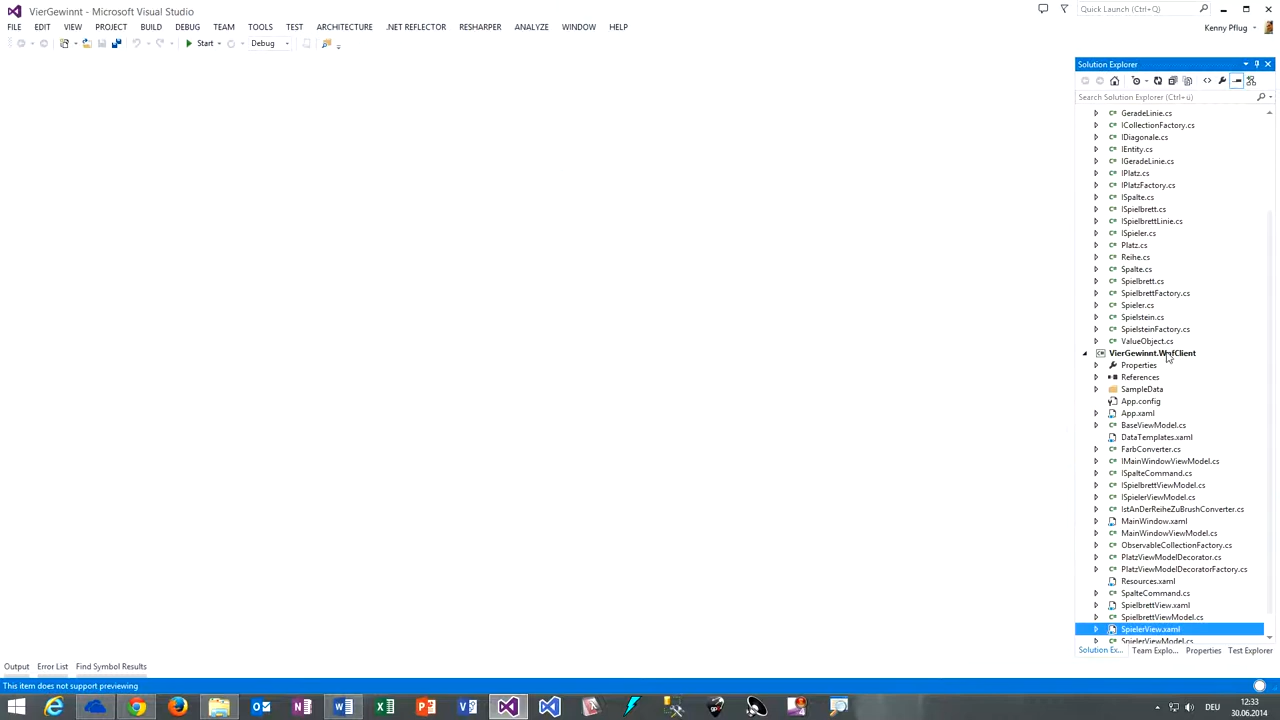 VierGewinnt - Microsoft Visual Studio
Quick Launch (Ctrl+Q)
FILE EDIT VIEW PROJECT BUILD DEBUG TEAM TOOLS TEST ARCHITECTURE .NET REFLECTOR RESHARPER ANALYZE WINDOW HELP
Kenny Pflug
Start Debug
Solution Explorer
Search Solution Explorer (Ctrl+ü)
GeradeLinie.cs
ICollectionFactory.cs
IDiagonale.cs
IEntity.cs
IGeradeLinie.cs
IPlatz.cs
IPlatzFactory.cs
ISpalte.cs
ISpielbrett.cs
ISpielbrettLinie.cs
ISpieler.cs
Platz.cs
Reihe.cs
Spalte.cs
Spielbrett.cs
SpielbrettFactory.cs
Spieler.cs
Spielstein.cs
SpielsteinFactory.cs
ValueObject.cs
VierGewinnt.WpfClient
Properties
References
SampleData
App.config
App.xaml
BaseViewModel.cs
DataTemplates.xaml
FarbConverter.cs
IMainWindowViewModel.cs
ISpalteCommand.cs
ISpielbrettViewModel.cs
ISpielerViewModel.cs
IstAnDerReiheZuBrushConverter.cs
MainWindow.xaml
MainWindowViewModel.cs
ObservableCollectionFactory.cs
PlatzViewModelDecorator.cs
PlatzViewModelDecoratorFactory.cs
Resources.xaml
SpalteCommand.cs
SpielbrettView.xaml
SpielbrettViewModel.cs
SpielerView.xaml
SpielerViewModel.cs
Solution Ex... Team Explo... Properties Test Explorer
Output Error List Find Symbol Results
This item does not support previewing
DEU
12:33
30.06.2014